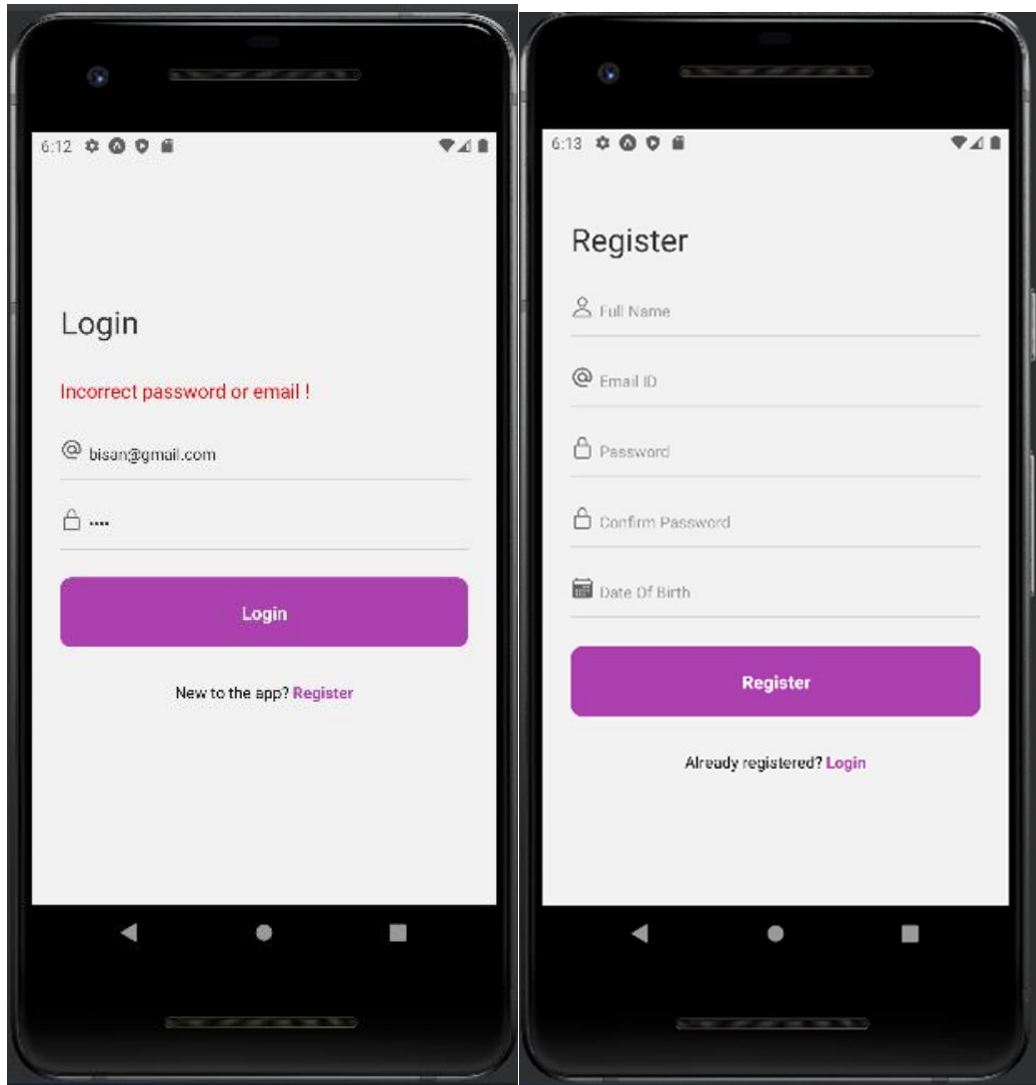 6:12
Login
Incorrect password or email !
bisan@gmail.com
••••
Login
New to the app? Register
6:13
Register
Full Name
Email ID
Password
Confirm Password
Date Of Birth
Register
Already registered? Login